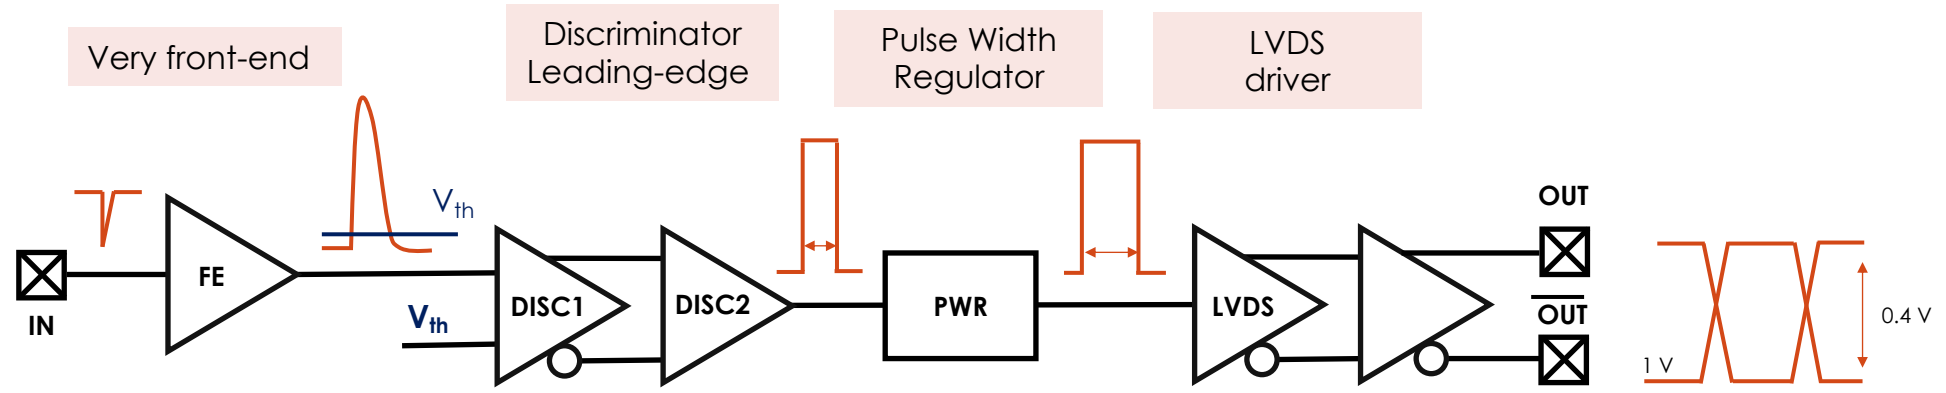 Very front-end
Discriminator
Leading-edge
Pulse Width
Regulator
LVDS
driver
Vth
IN
FE
Vth
DISC1
DISC2
PWR
LVDS
OUT
OUT
1 V
0.4 V